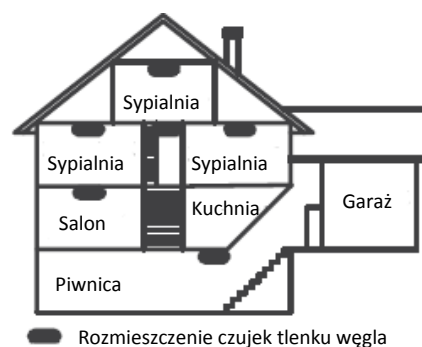 Sypialnia
Sypialnia
Sypialnia
Kuchnia
Garaż
Salon
Piwnica
Rozmieszczenie czujek tlenku węgla